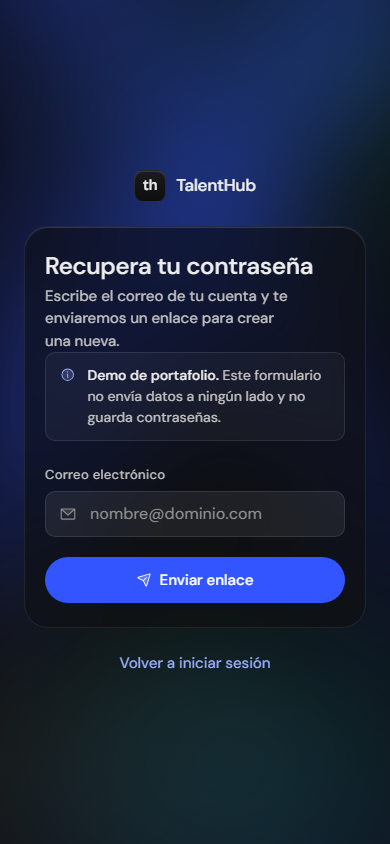 th TalentHub
Recupera tu contraseña
Escribe el correo de tu cuenta y te
enviaremos un enlace para crear
una nueva.
Demo de portafolio. Este formulario
no envía datos a ningún lado y no
guarda contraseñas.
Correo electrónico
nombre@dominio.com
Enviar enlace
Volver a iniciar sesión